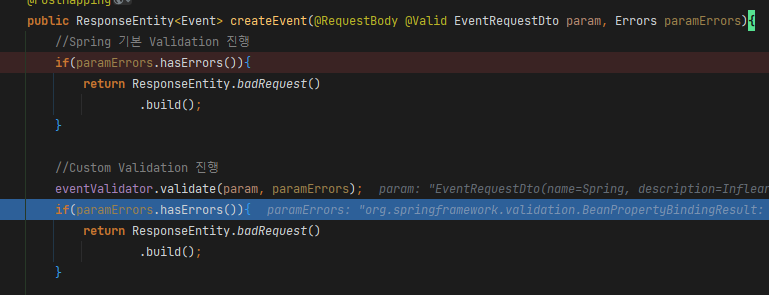 @PostMapping
public ResponseEntity<Event> createEvent(@RequestBody @Valid EventRequestDto param, Errors paramErrors){
//Spring 기본 Validation 진행
if(paramErrors.hasErrors()){
return ResponseEntity.badRequest()
.build();
}
//Custom Validation 진행
eventValidator.validate(param, paramErrors); param: "EventRequestDto(name=Spring, description=Inflear
if(paramErrors.hasErrors()){ paramErrors: "org.springframework.validation.BeanPropertyBindingResult:
return ResponseEntity.badRequest()
.build();
}